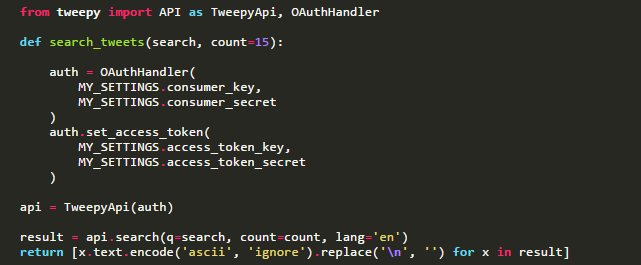 from tweepy import API as TweepyApi, OAuthHandler
def search_tweets(search, count=15):
auth = OAuthHandler(
MY_SETTINGS.consumer_key,
MY_SETTINGS.consumer_secret
)
auth.set_access_token(
MY_SETTINGS.access_token_key,
MY_SETTINGS.access_token_secret
)
api = TweepyApi(auth)
result = api.search(q=search, count=count, lang='en')
return [x.text.encode('ascii', 'ignore').replace('\n', '') for x in result]